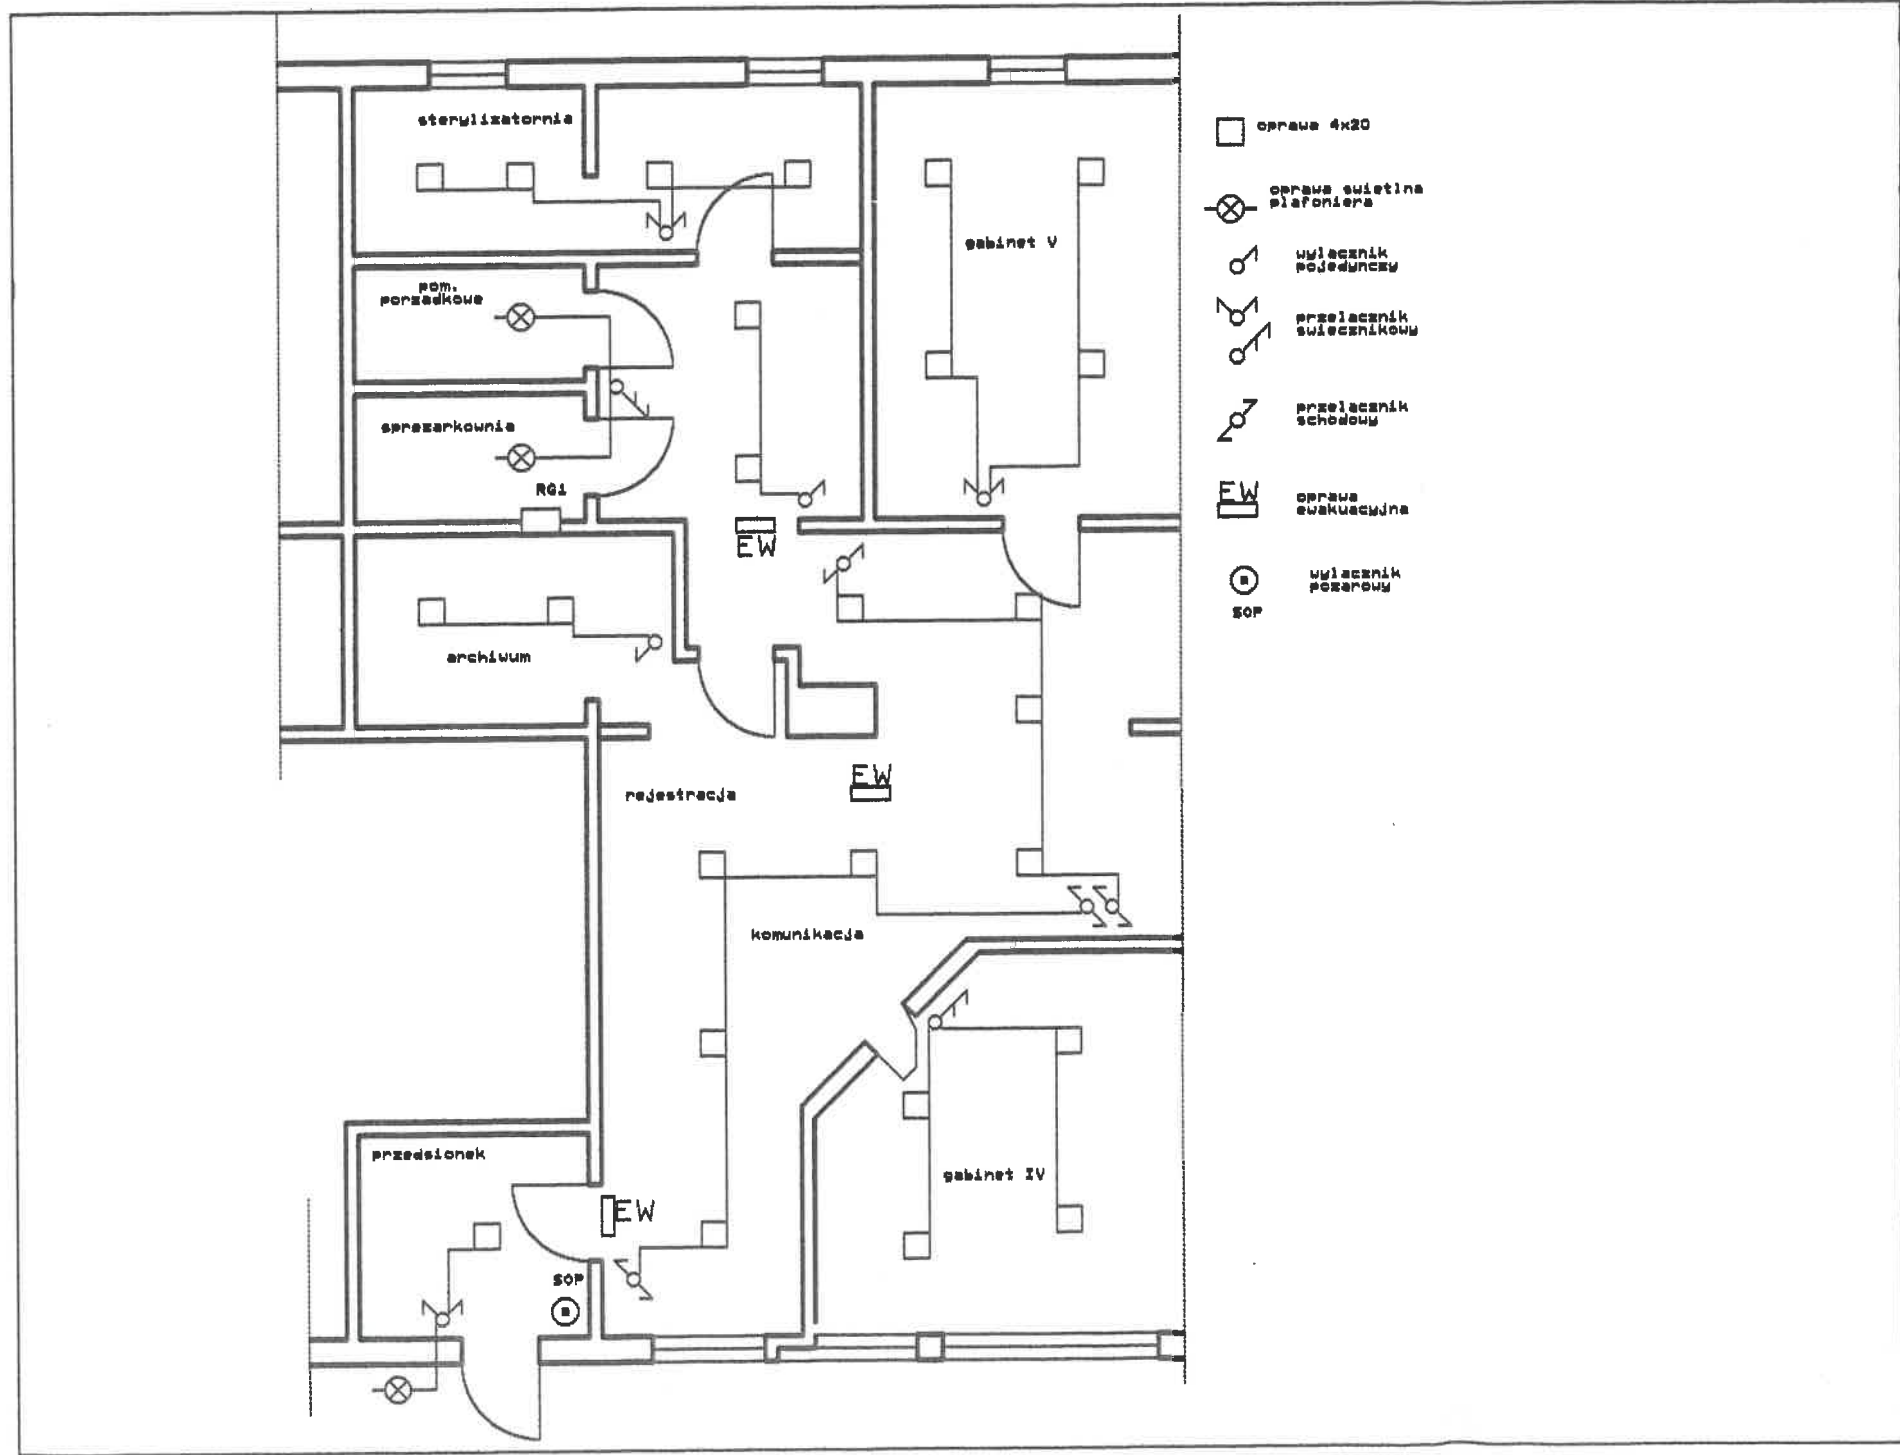 sterylizatornia
oprawa 4x20
oprawa swietlna
plafoniera
gabinet V
wylacznik
pojedynczy
pom.
porzadkowe
przelacznik
swiecznikowy
sprezarkownia
przelacznik
schodowy
RG1
EW
oprawa
ewakuacyjna
EW
wylacznik
pozarowy
SOP
archiwum
EW
rejestracja
komunikacja
przedsionek
gabinet IV
EW
SOP